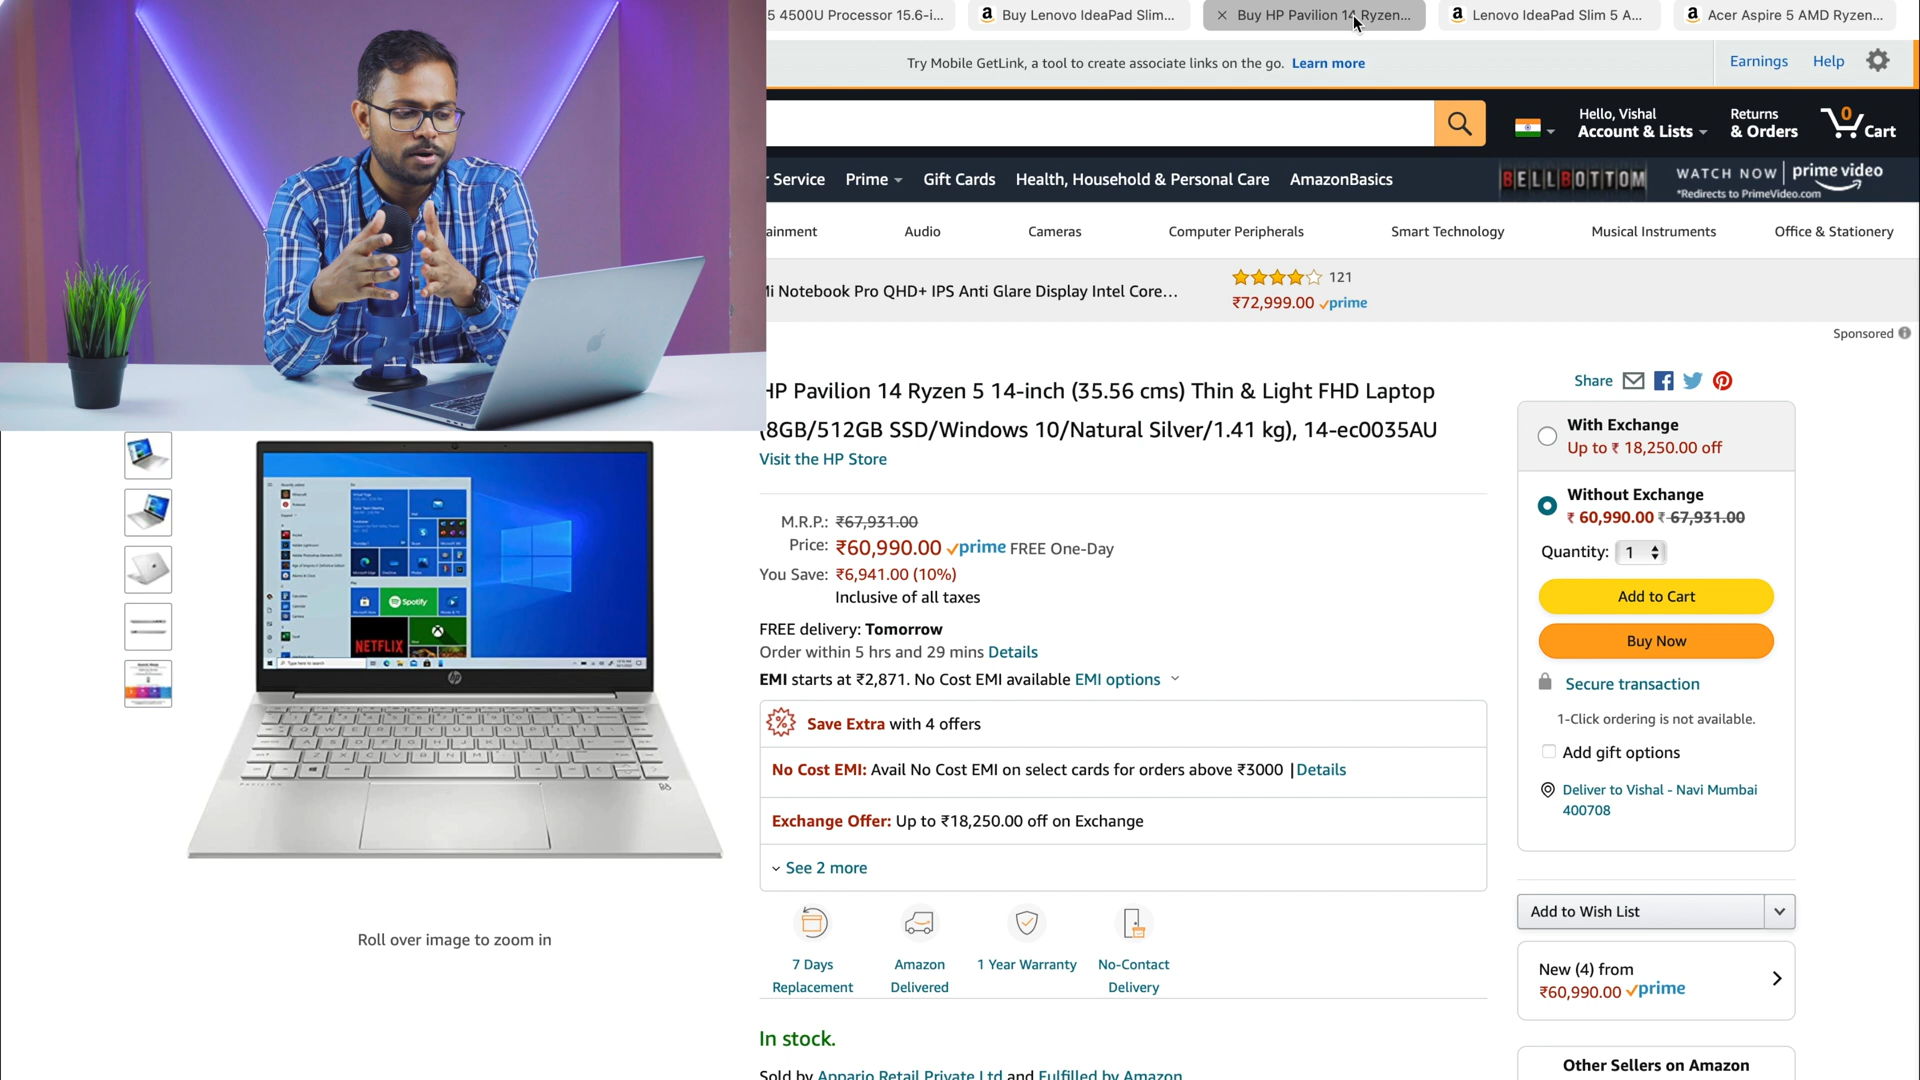 5 4500U Processor 15.6-i...
Buy Lenovo IdeaPad Slim...
Buy HP Pavilion 14 Ryzen...
Lenovo IdeaPad Slim 5 A...
Acer Aspire 5 AMD Ryzen...
Try Mobile GetLink, a tool to create associate links on the go. Learn more
Earnings
Help
Hello, Vishal
Account & Lists
Returns
& Orders
0
Cart
Service
Prime
Gift Cards
Health, Household & Personal Care
AmazonBasics
BELLBOTTOM
WATCH NOW
prime video
*Redirects to PrimeVideo.com
ainment
Audio
Cameras
Computer Peripherals
Smart Technology
Musical Instruments
Office & Stationery
Mi Notebook Pro QHD+ IPS Anti Glare Display Intel Core...
121
₹72,999.00 prime
Sponsored
HP Pavilion 14 Ryzen 5 14-inch (35.56 cms) Thin & Light FHD Laptop
(8GB/512GB SSD/Windows 10/Natural Silver/1.41 kg), 14-ec0035AU
Visit the HP Store
M.R.P.: ₹67,931.00
Price: ₹60,990.00 prime FREE One-Day
You Save: ₹6,941.00 (10%)
Inclusive of all taxes
FREE delivery: Tomorrow
Order within 5 hrs and 29 mins Details
EMI starts at ₹2,871. No Cost EMI available EMI options
Save Extra with 4 offers
No Cost EMI: Avail No Cost EMI on select cards for orders above ₹3000 |Details
Exchange Offer: Up to ₹18,250.00 off on Exchange
See 2 more
7 Days
Replacement
Amazon
Delivered
1 Year Warranty
No-Contact
Delivery
In stock.
Sold by Appario Retail Private Ltd and Fulfilled by Amazon.
Spotify
NETFLIX
hp
Roll over image to zoom in
Share
With Exchange
Up to ₹ 18,250.00 off
Without Exchange
₹ 60,990.00 ₹ 67,931.00
Quantity: 1
Add to Cart
Buy Now
Secure transaction
1-Click ordering is not available.
Add gift options
Deliver to Vishal - Navi Mumbai
400708
Add to Wish List
New (4) from
₹60,990.00 prime
Other Sellers on Amazon